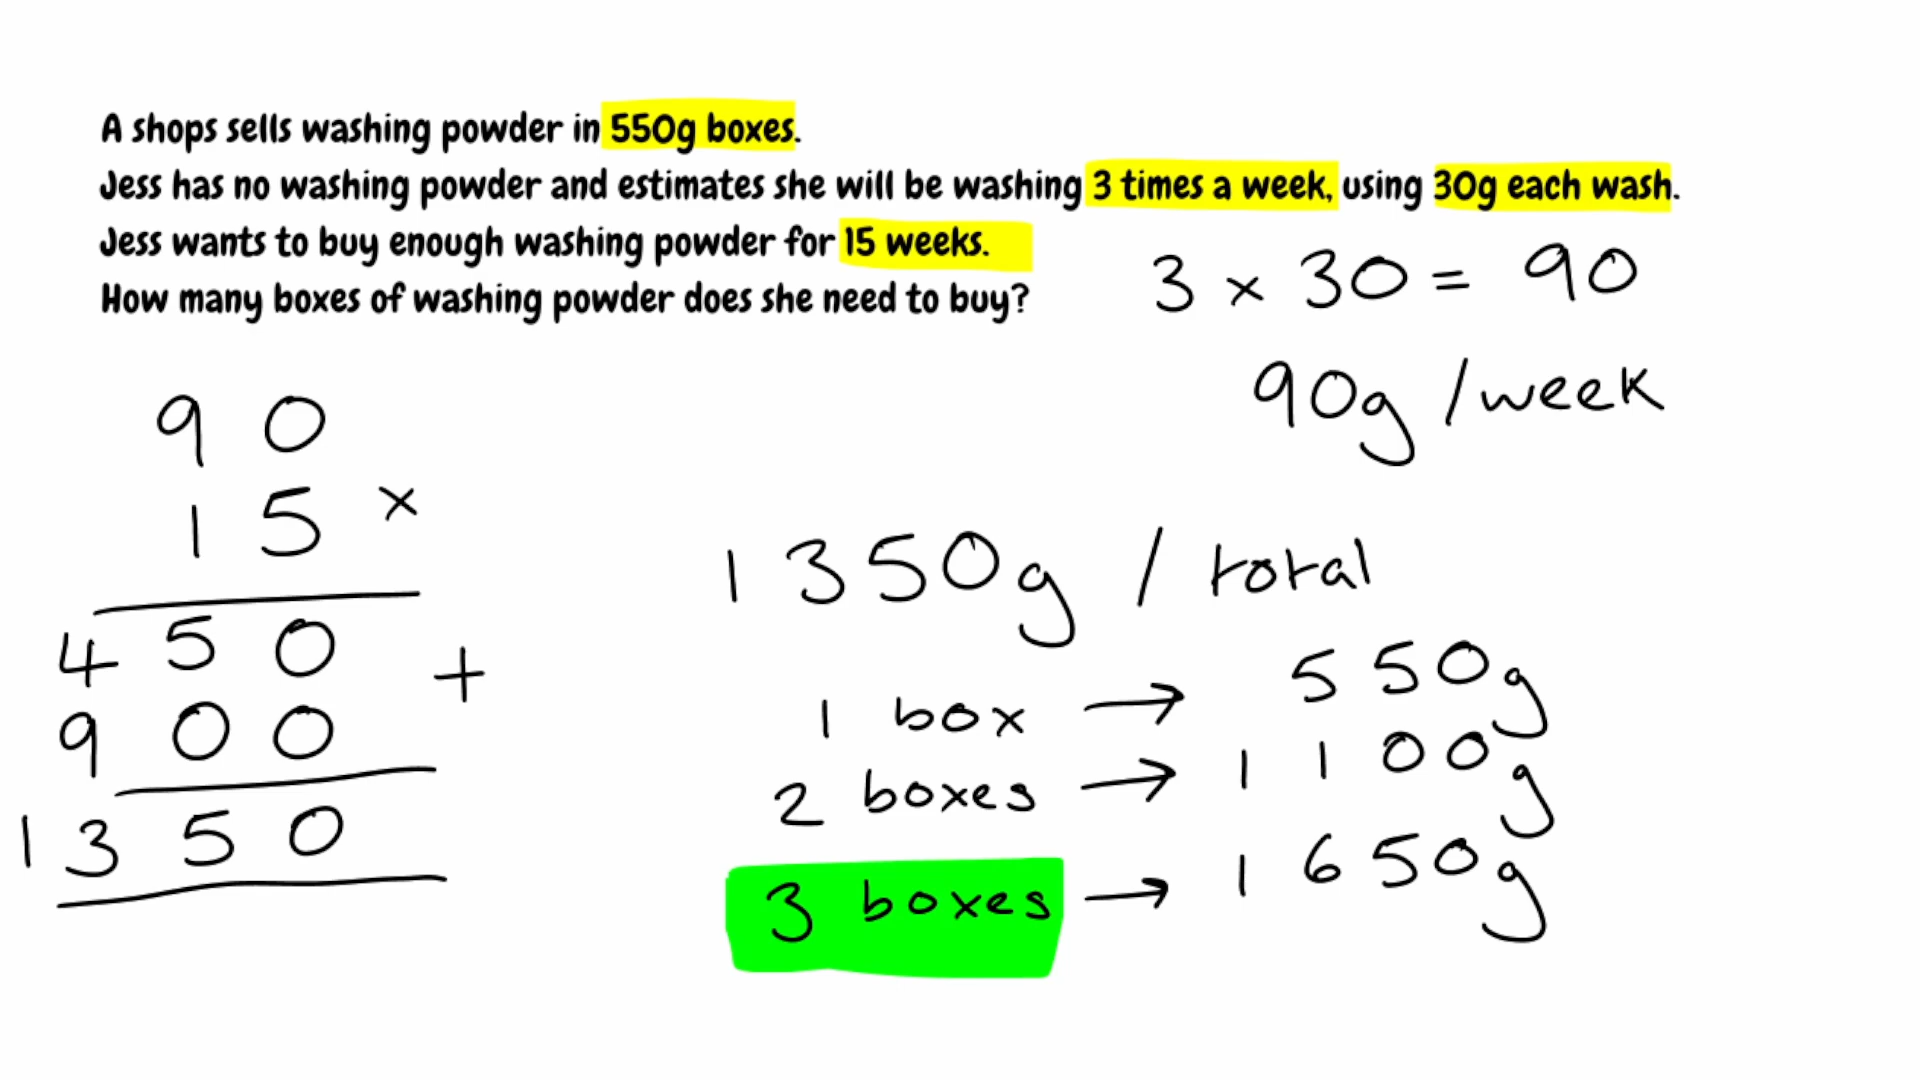 A shops sells washing powder in 550g boxes.
Jess has no washing powder and estimates she will be washing 3 times a week, using 30g each wash.
Jess wants to buy enough washing powder for 15 weeks.
How many boxes of washing powder does she need to buy?
3 x 30 = 90
90g /week
90
15 x
450 +
900
1350
1350g / total
1 box → 550g
2 boxes → 1100g
3 boxes → 1650g